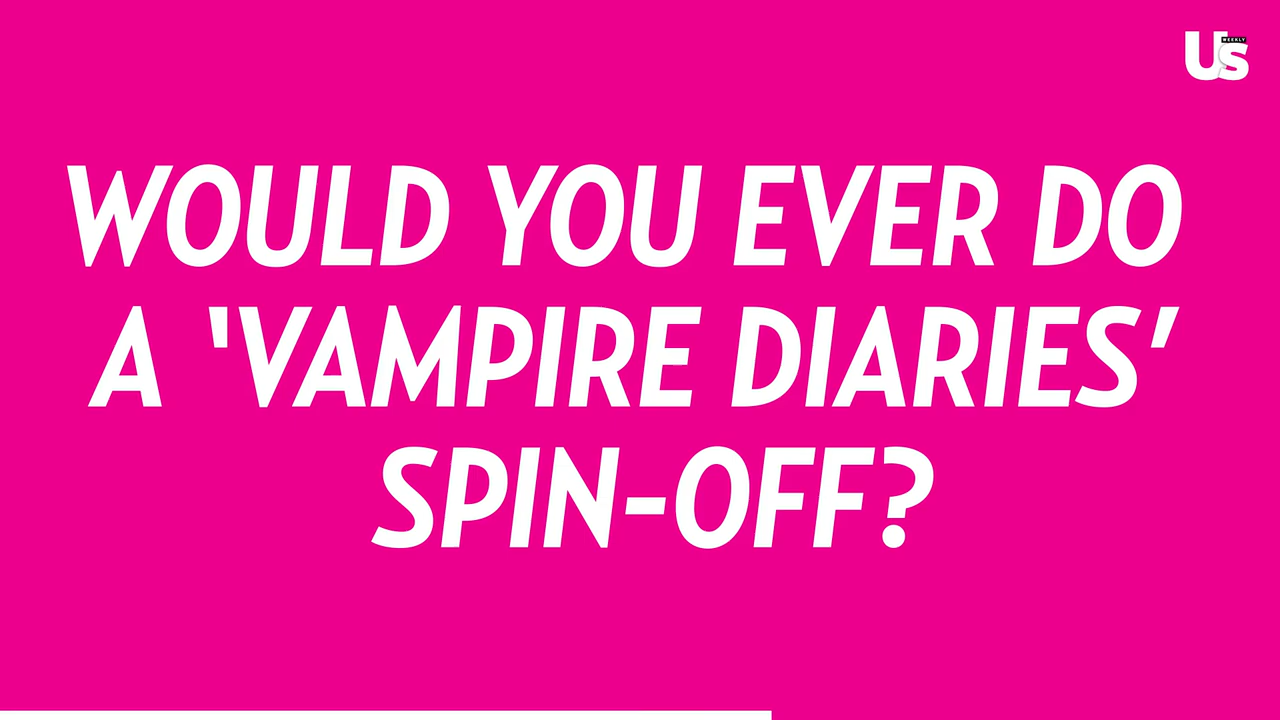 Us
WEEKLY
WOULD YOU EVER DO
A ‘VAMPIRE DIARIES’
SPIN-OFF?